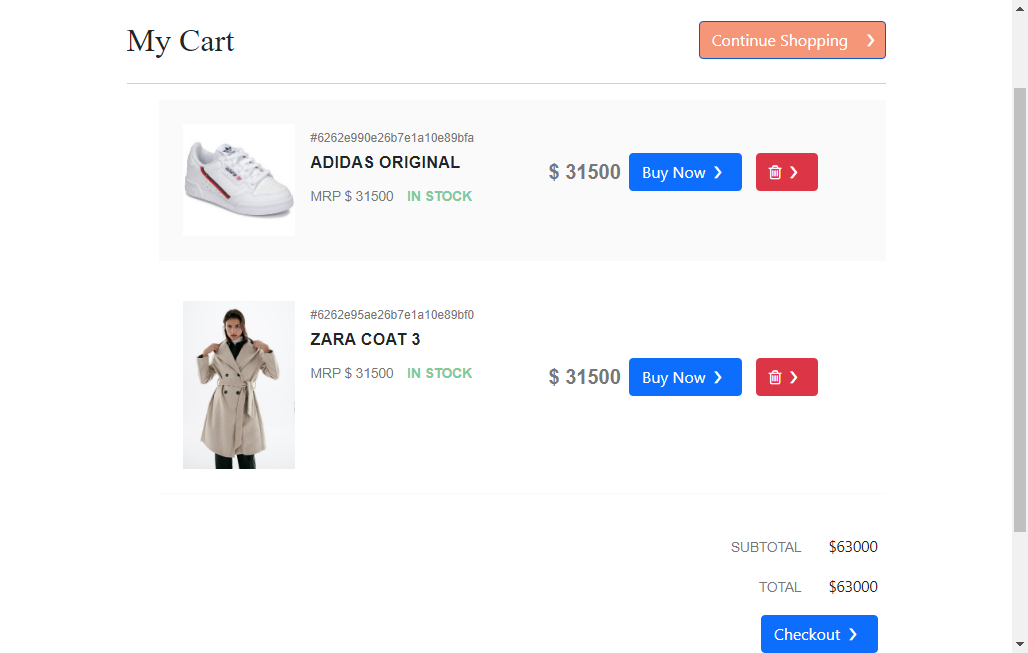 My Cart
Continue Shopping
#6262e990e26b7e1a10e89bfa
ADIDAS ORIGINAL
MRP $ 31500 IN STOCK
$ 31500 Buy Now
#6262e95ae26b7e1a10e89bf0
ZARA COAT 3
MRP $ 31500 IN STOCK
$ 31500 Buy Now
SUBTOTAL $63000
TOTAL $63000
Checkout